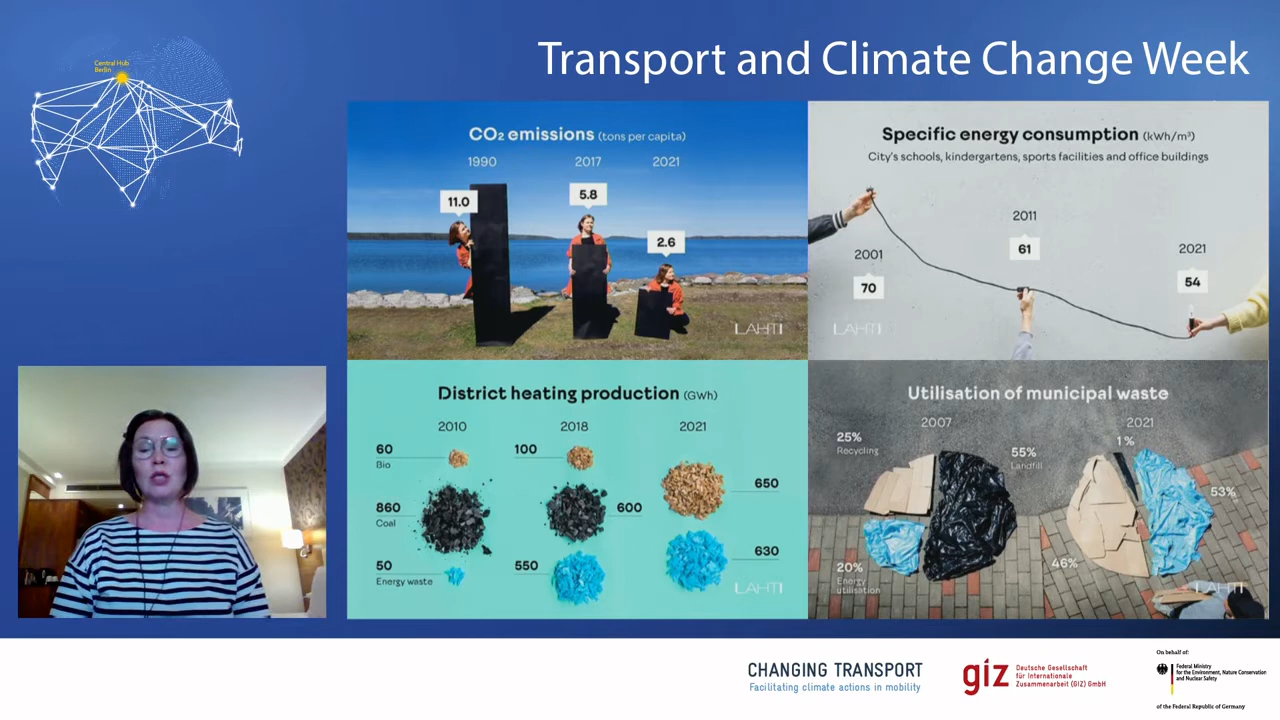 Transport and Climate Change Week
Central Hub
Berlin
CO₂ emissions (tons per capita)
1990 2017 2021
11.0
5.8
2.6
LAHTI
Specific energy consumption (kWh/m³)
City's schools, kindergartens, sports facilities and office buildings
2001
70
2011
61
2021
54
LAHTI
District heating production (GWh)
2010 2018 2021
60
Bio
860
Coal
50
Energy waste
100
600
550
650
630
LAHTI
Utilisation of municipal waste
2007 2021
25%
Recycling
55%
Landfill
20%
Energy
utilisation
1 %
53%
46%
LAHTI
CHANGING TRANSPORT
Facilitating climate actions in mobility
giz
Deutsche Gesellschaft
für Internationale
Zusammenarbeit (GIZ) GmbH
On behalf of:
Federal Ministry
for the Environment, Nature Conservation
and Nuclear Safety
of the Federal Republic of Germany